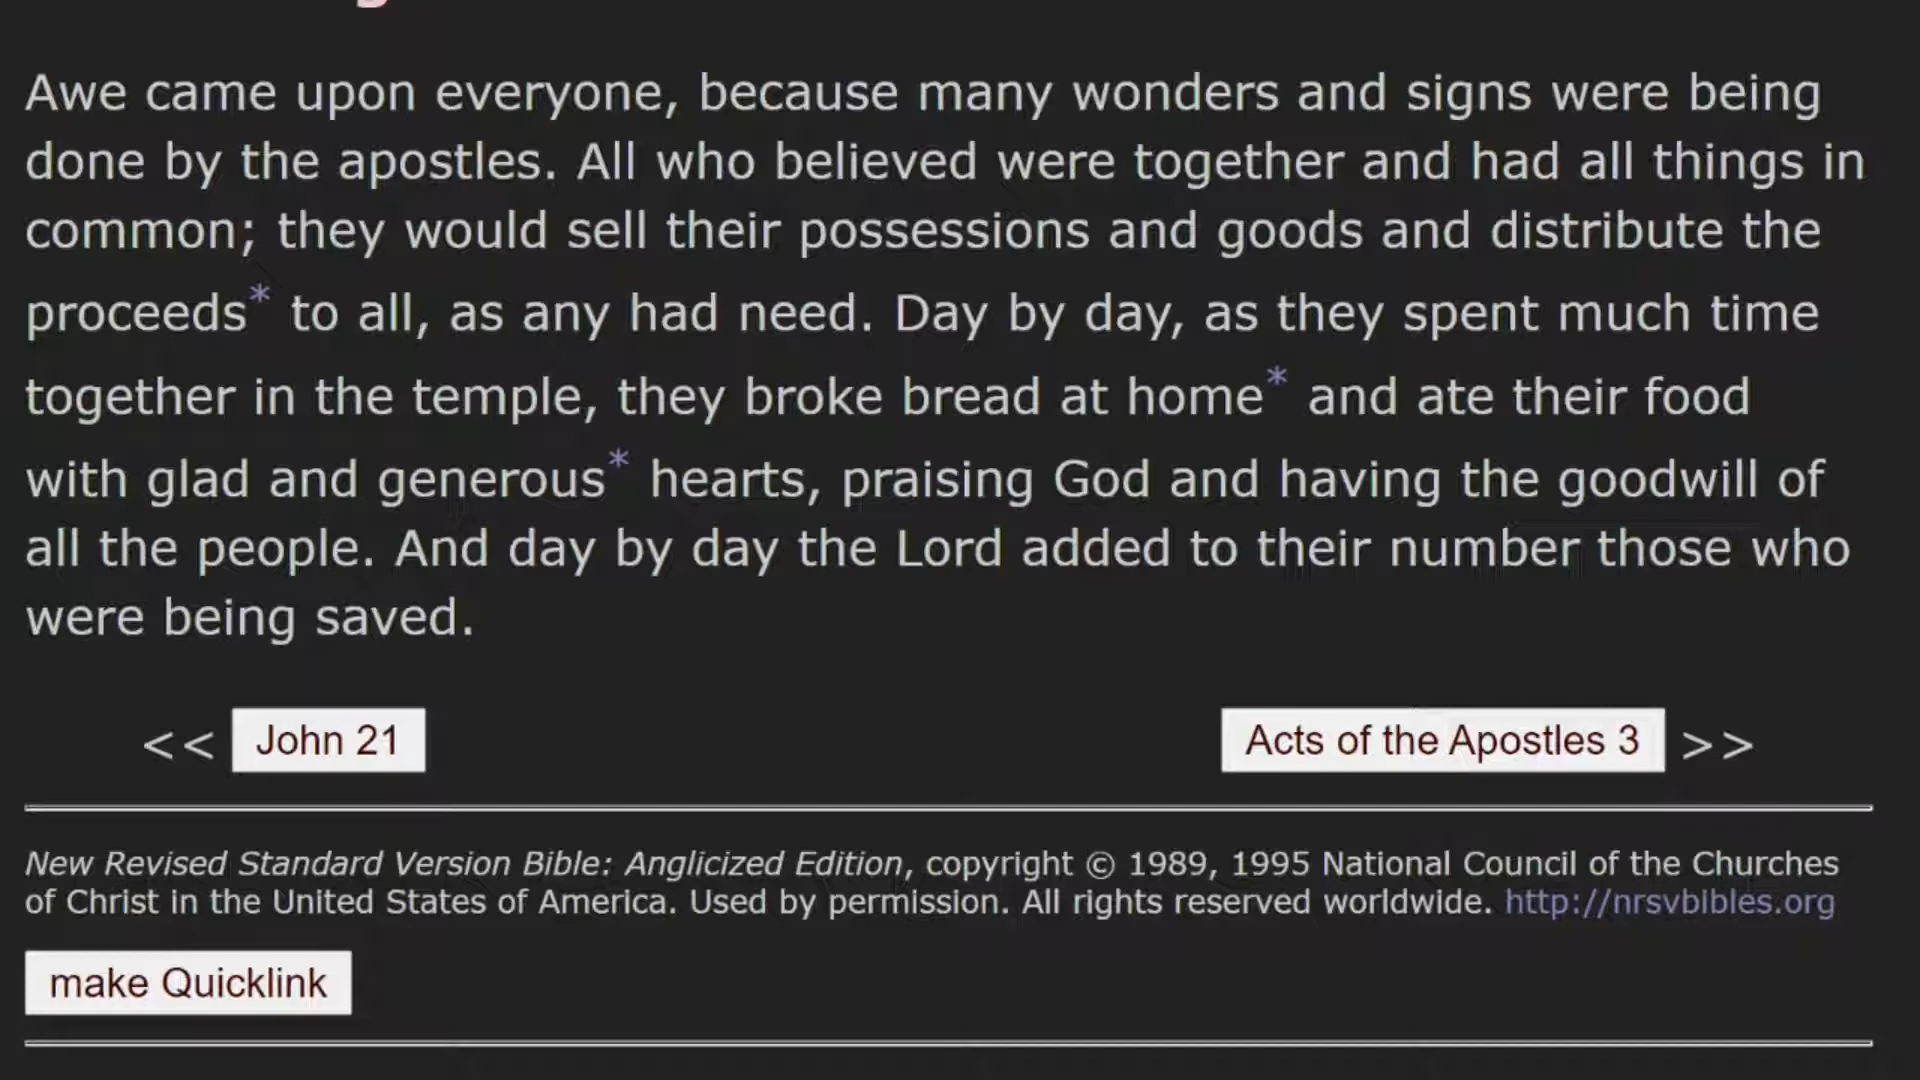 Awe came upon everyone, because many wonders and signs were being
done by the apostles. All who believed were together and had all things in
common; they would sell their possessions and goods and distribute the
proceeds* to all, as any had need. Day by day, as they spent much time
together in the temple, they broke bread at home* and ate their food
with glad and generous* hearts, praising God and having the goodwill of
all the people. And day by day the Lord added to their number those who
were being saved.
<< John 21 Acts of the Apostles 3 >>
New Revised Standard Version Bible: Anglicized Edition, copyright © 1989, 1995 National Council of the Churches
of Christ in the United States of America. Used by permission. All rights reserved worldwide. http://nrsvbibles.org
make Quicklink